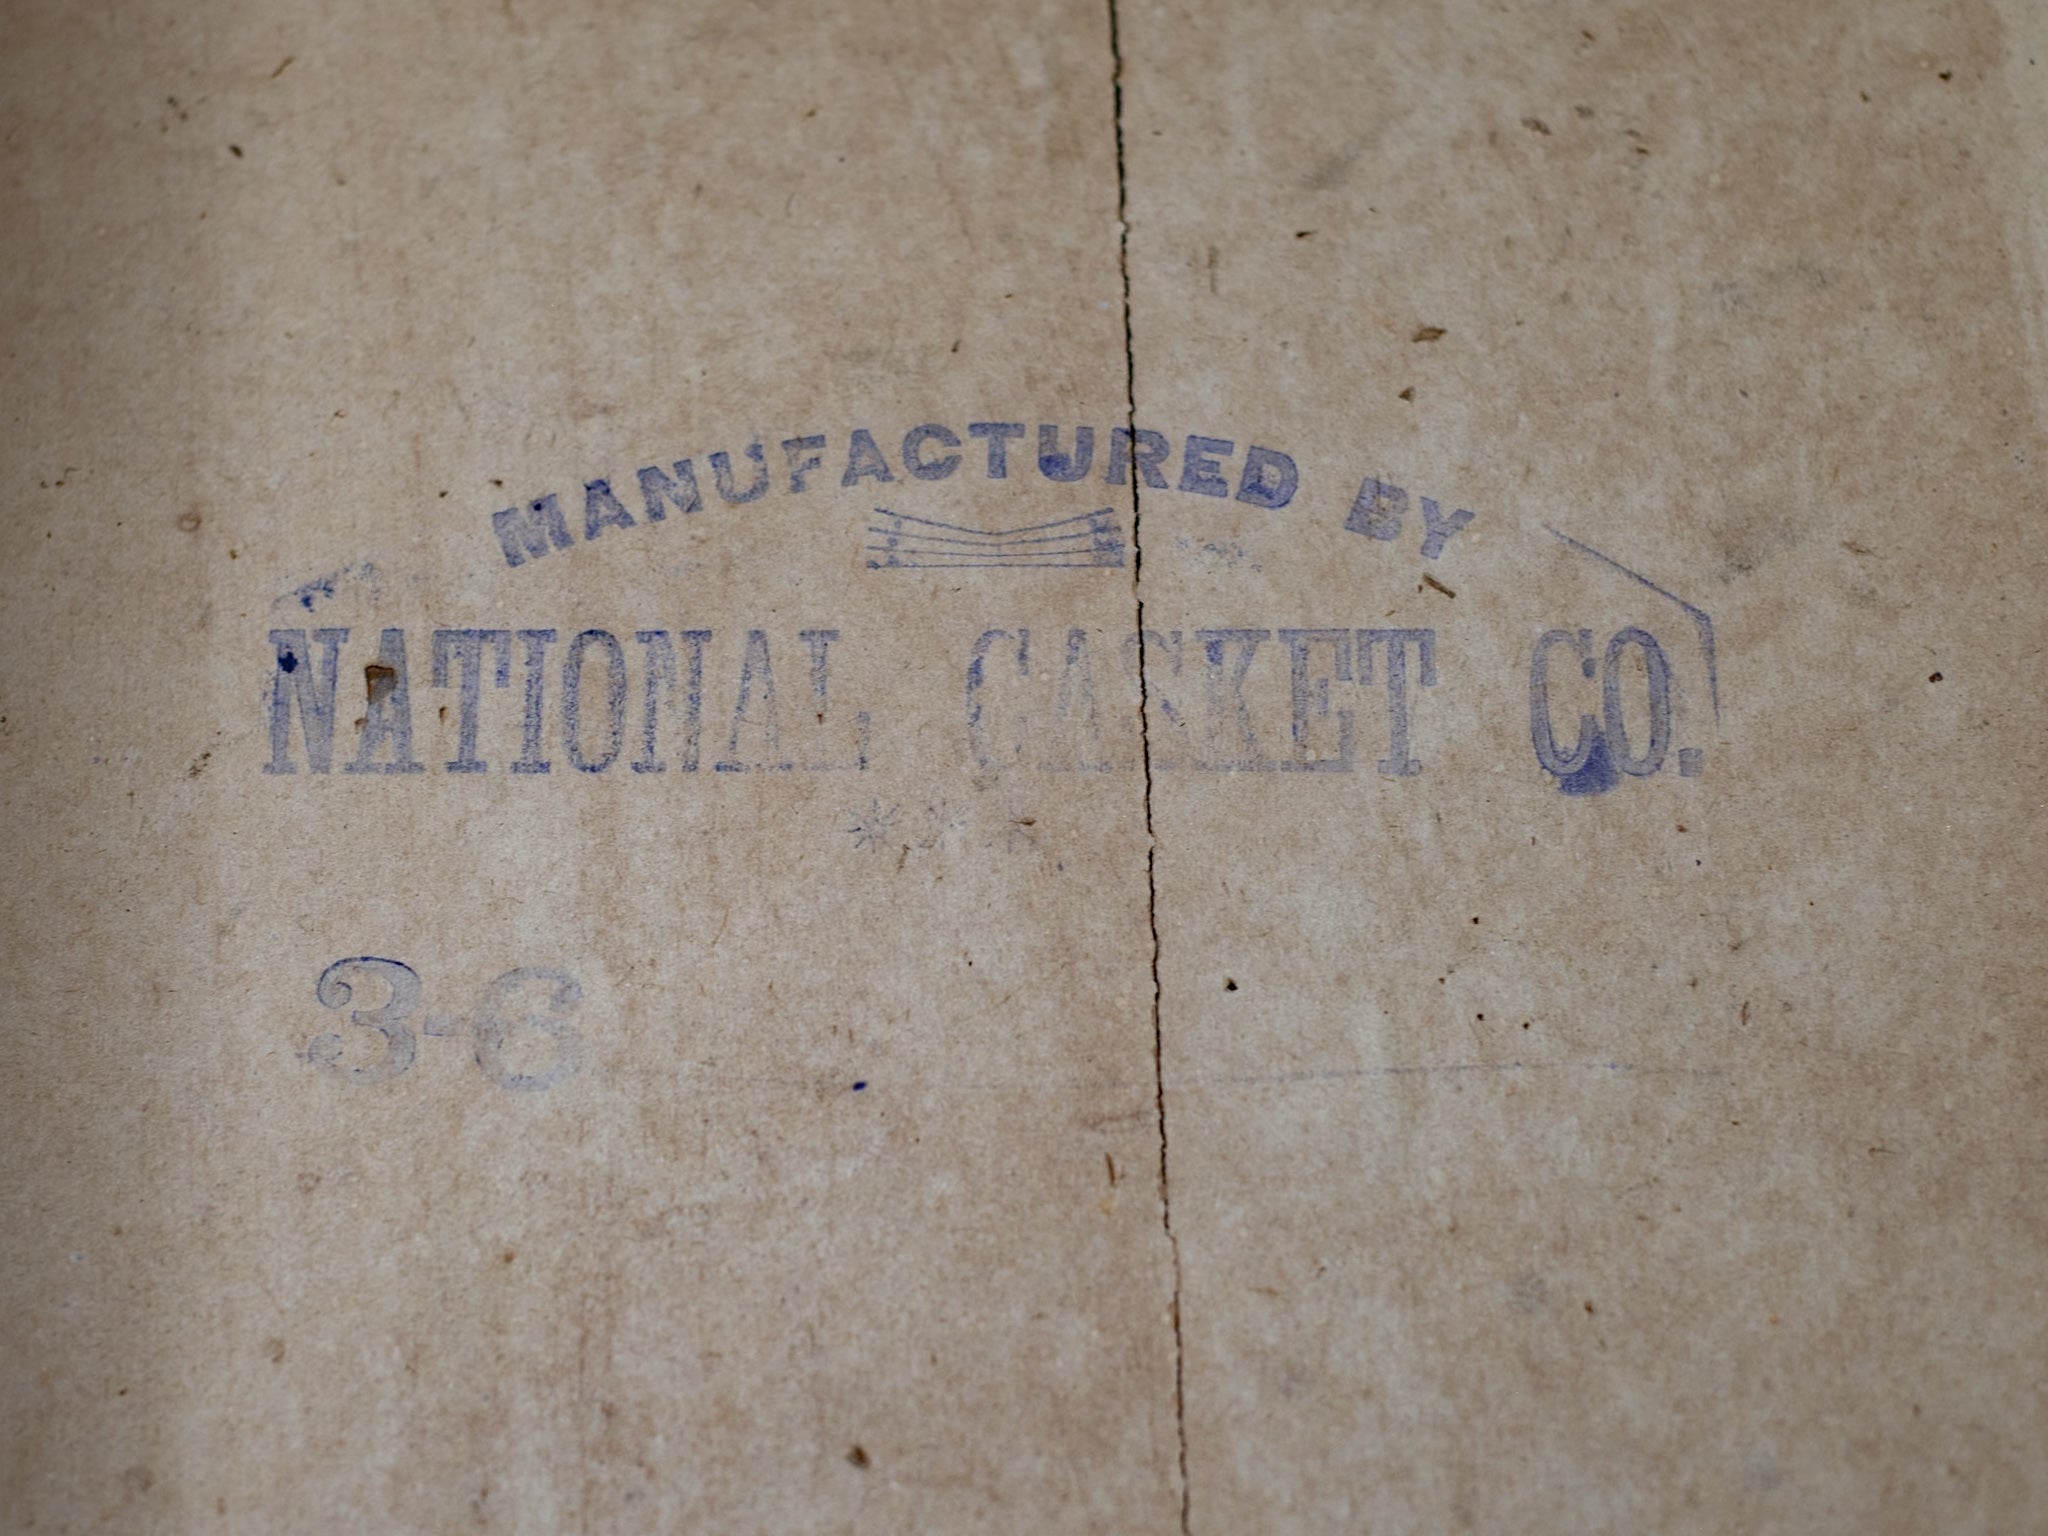 MANUFACTURED BY
NATIONAL CASKET CO.
3-6